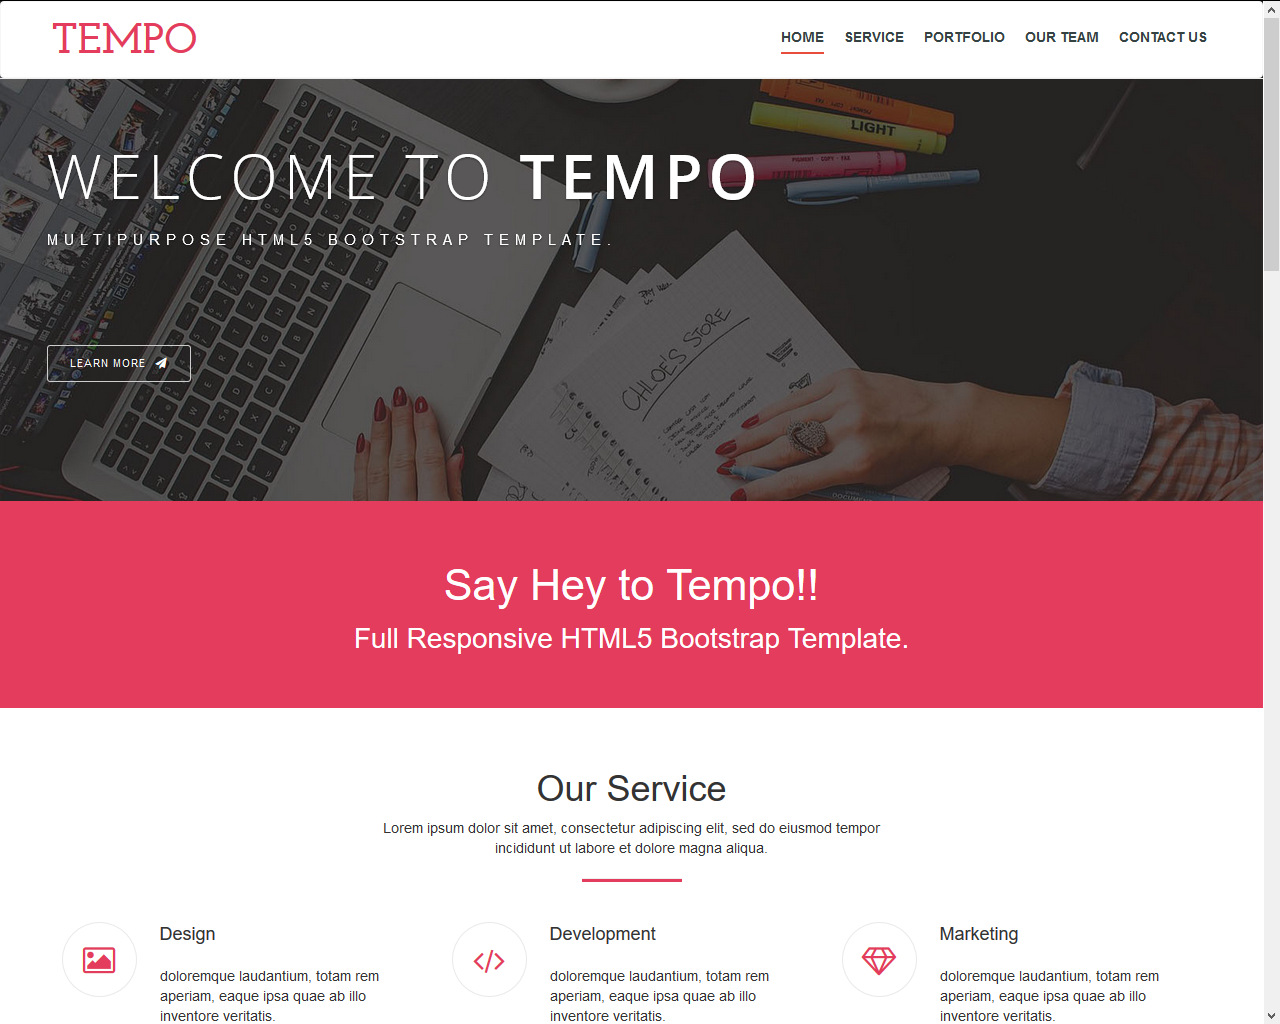 TEMPO
HOME SERVICE PORTFOLIO OUR TEAM CONTACT US
LIGHT
PIGMENT - COPY - FAX
WELCOME TO TEMPO
MULTIPURPOSE HTML5 BOOTSTRAP TEMPLATE.
CHLOE'S STORE
LEARN MORE
Say Hey to Tempo!!
Full Responsive HTML5 Bootstrap Template.
Our Service
Lorem ipsum dolor sit amet, consectetur adipiscing elit, sed do eiusmod tempor
incididunt ut labore et dolore magna aliqua.
Design
doloremque laudantium, totam rem
aperiam, eaque ipsa quae ab illo
inventore veritatis.
Development
doloremque laudantium, totam rem
aperiam, eaque ipsa quae ab illo
inventore veritatis.
Marketing
doloremque laudantium, totam rem
aperiam, eaque ipsa quae ab illo
inventore veritatis.